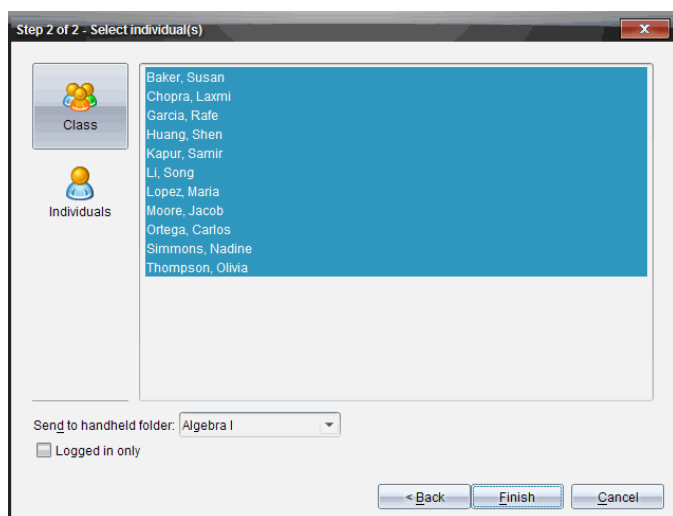 Step 2 of 2 - Select individual(s)
Class
Individuals
Baker, Susan
Chopra, Laxmi
Garcia, Rafe
Huang, Shen
Kapur, Samir
Li, Song
Lopez, Maria
Moore, Jacob
Ortega, Carlos
Simmons, Nadine
Thompson, Olivia
Send to handheld folder: Algebra I
Logged in only
< Back Finish Cancel